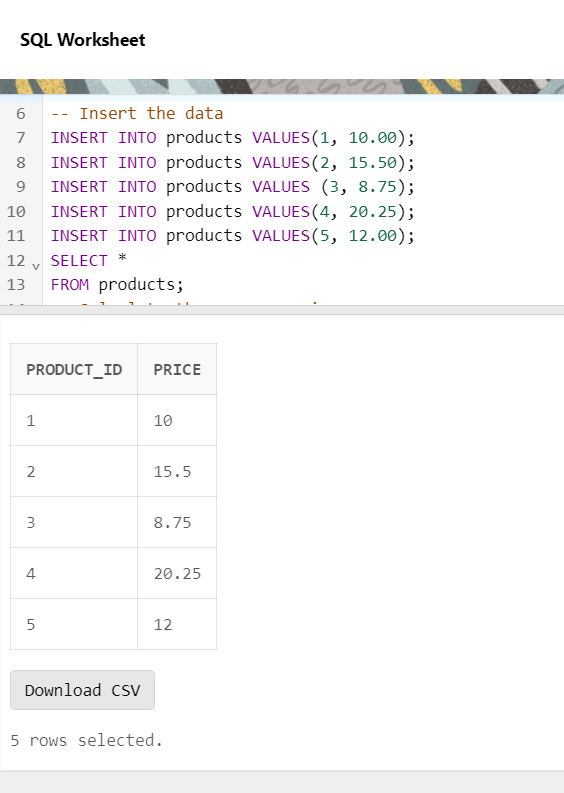 SQL Worksheet
6 -- Insert the data
7 INSERT INTO products VALUES(1, 10.00);
8 INSERT INTO products VALUES(2, 15.50);
9 INSERT INTO products VALUES (3, 8.75);
10 INSERT INTO products VALUES(4, 20.25);
11 INSERT INTO products VALUES(5, 12.00);
12 SELECT *
13 FROM products;
PRODUCT_ID PRICE
1 10
2 15.5
3 8.75
4 20.25
5 12
Download CSV
5 rows selected.